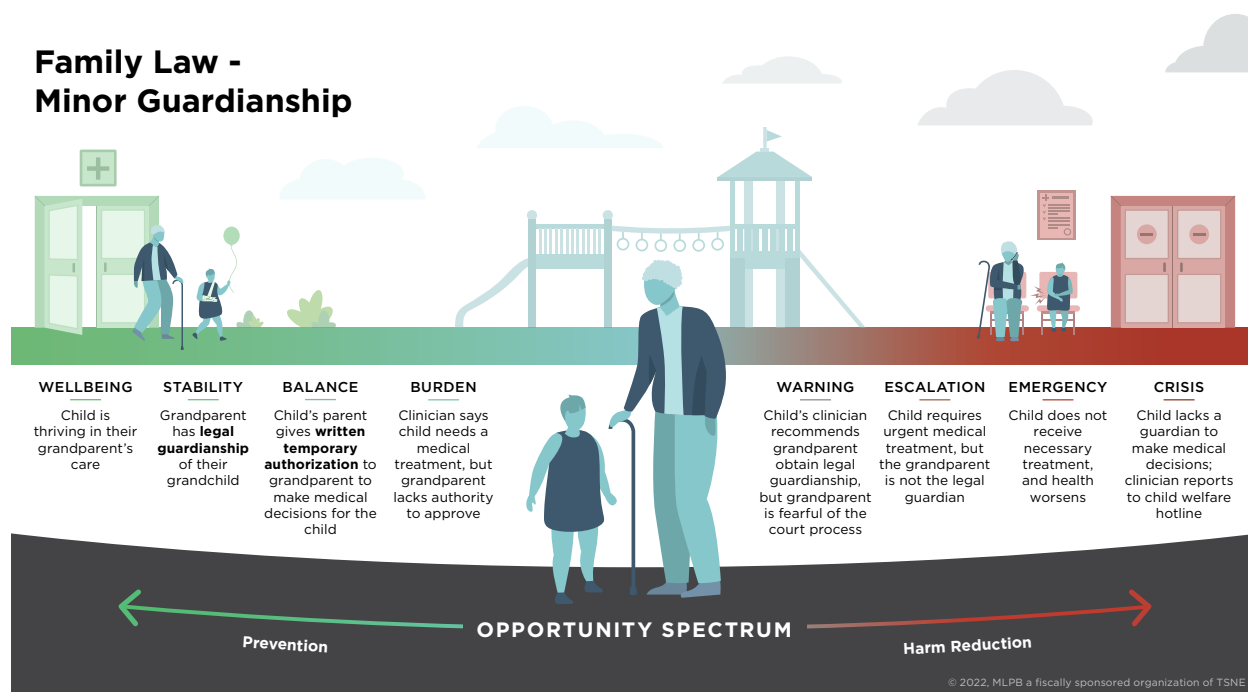 Family Law -
Minor Guardianship
WELLBEING
Child is
thriving in their
grandparent's
care
STABILITY
Grandparent
has legal
guardianship
of their
grandchild
BALANCE
Child's parent
gives written
temporary
authorization to
grandparent to
make medical
decisions for the
child
BURDEN
Clinician says
child needs a
medical
treatment, but
grandparent
lacks authority
to approve
WARNING
Child's clinician
recommends
grandparent
obtain legal
guardianship,
but grandparent
is fearful of the
court process
ESCALATION
Child requires
urgent medical
treatment, but
the grandparent
is not the legal
guardian
EMERGENCY
Child does not
receive
necessary
treatment,
and health
worsens
CRISIS
Child lacks a
guardian to
make medical
decisions;
clinician reports
to child welfare
hotline
Prevention
OPPORTUNITY SPECTRUM
Harm Reduction
© 2022, MLPB a fiscally sponsored organization of TSNE